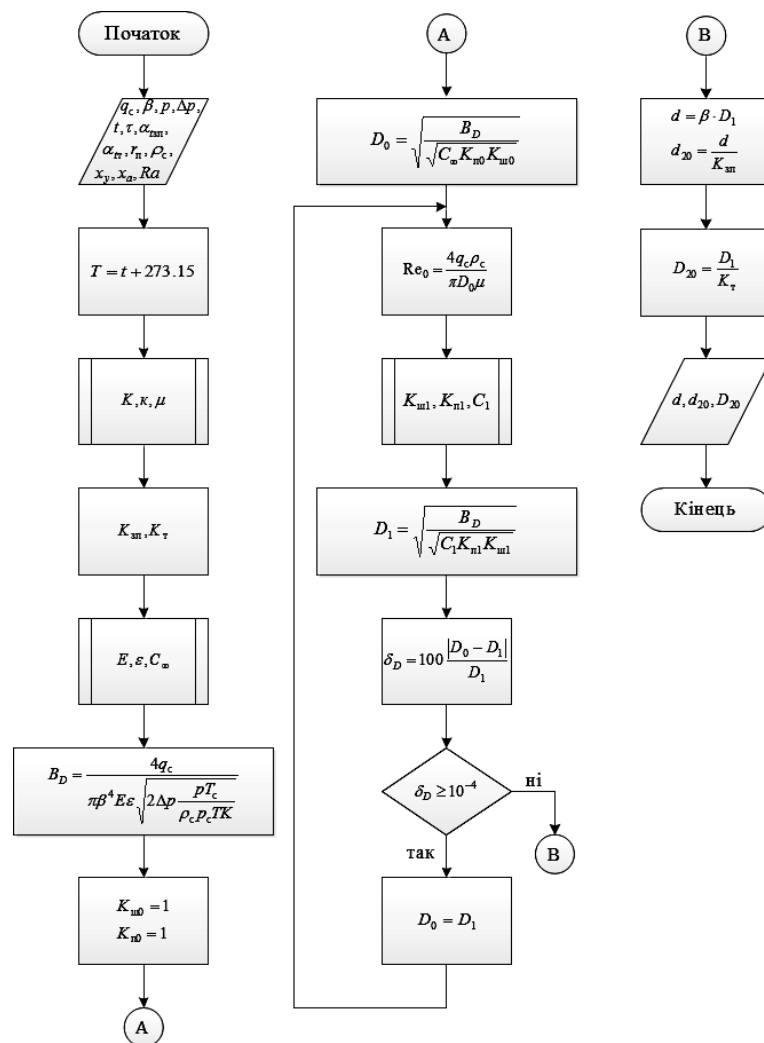 Початок
q_c, β, p, Δp,
t, τ, α_tзп,
α_tт, r_п, ρ_c,
x_y, x_a, Ra
T = t + 273.15
K, κ, μ
K_зп, K_т
E, ε, C_∞
B_D = 4q_c / (πβ⁴Eε√(2Δp (pT_c)/(ρ_c p_c TK)))
K_ш0 = 1
K_п0 = 1
A
A
D_0 = √(B_D / √(C_∞ K_п0 K_ш0))
Re_0 = 4q_c ρ_c / (πD_0 μ)
K_ш1, K_п1, C_1
D_1 = √(B_D / √(C_1 K_п1 K_ш1))
δ_D = 100 |D_0 − D_1| / D_1
δ_D ≥ 10⁻⁴
ні
B
так
D_0 = D_1
B
d = β · D_1
d_20 = d / K_зп
D_20 = D_1 / K_т
d, d_20, D_20
Кінець